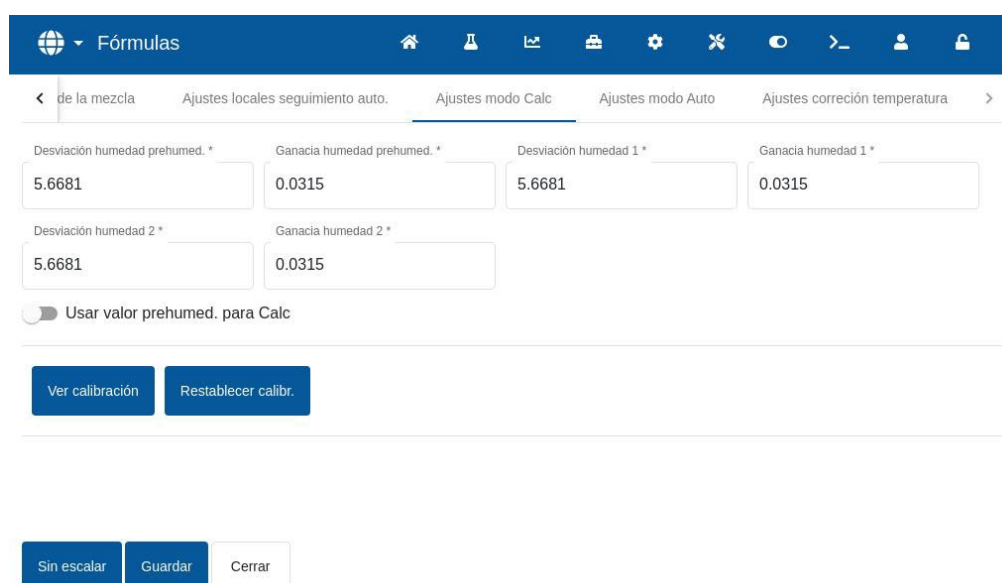 Fórmulas
de la mezcla Ajustes locales seguimiento auto. Ajustes modo Calc Ajustes modo Auto Ajustes correción temperatura
Desviación humedad prehumed. * Ganacia humedad prehumed. * Desviación humedad 1 * Ganacia humedad 1 *
5.6681 0.0315 5.6681 0.0315
Desviación humedad 2 * Ganacia humedad 2 *
5.6681 0.0315
Usar valor prehumed. para Calc
Ver calibración Restablecer calibr.
Sin escalar Guardar Cerrar